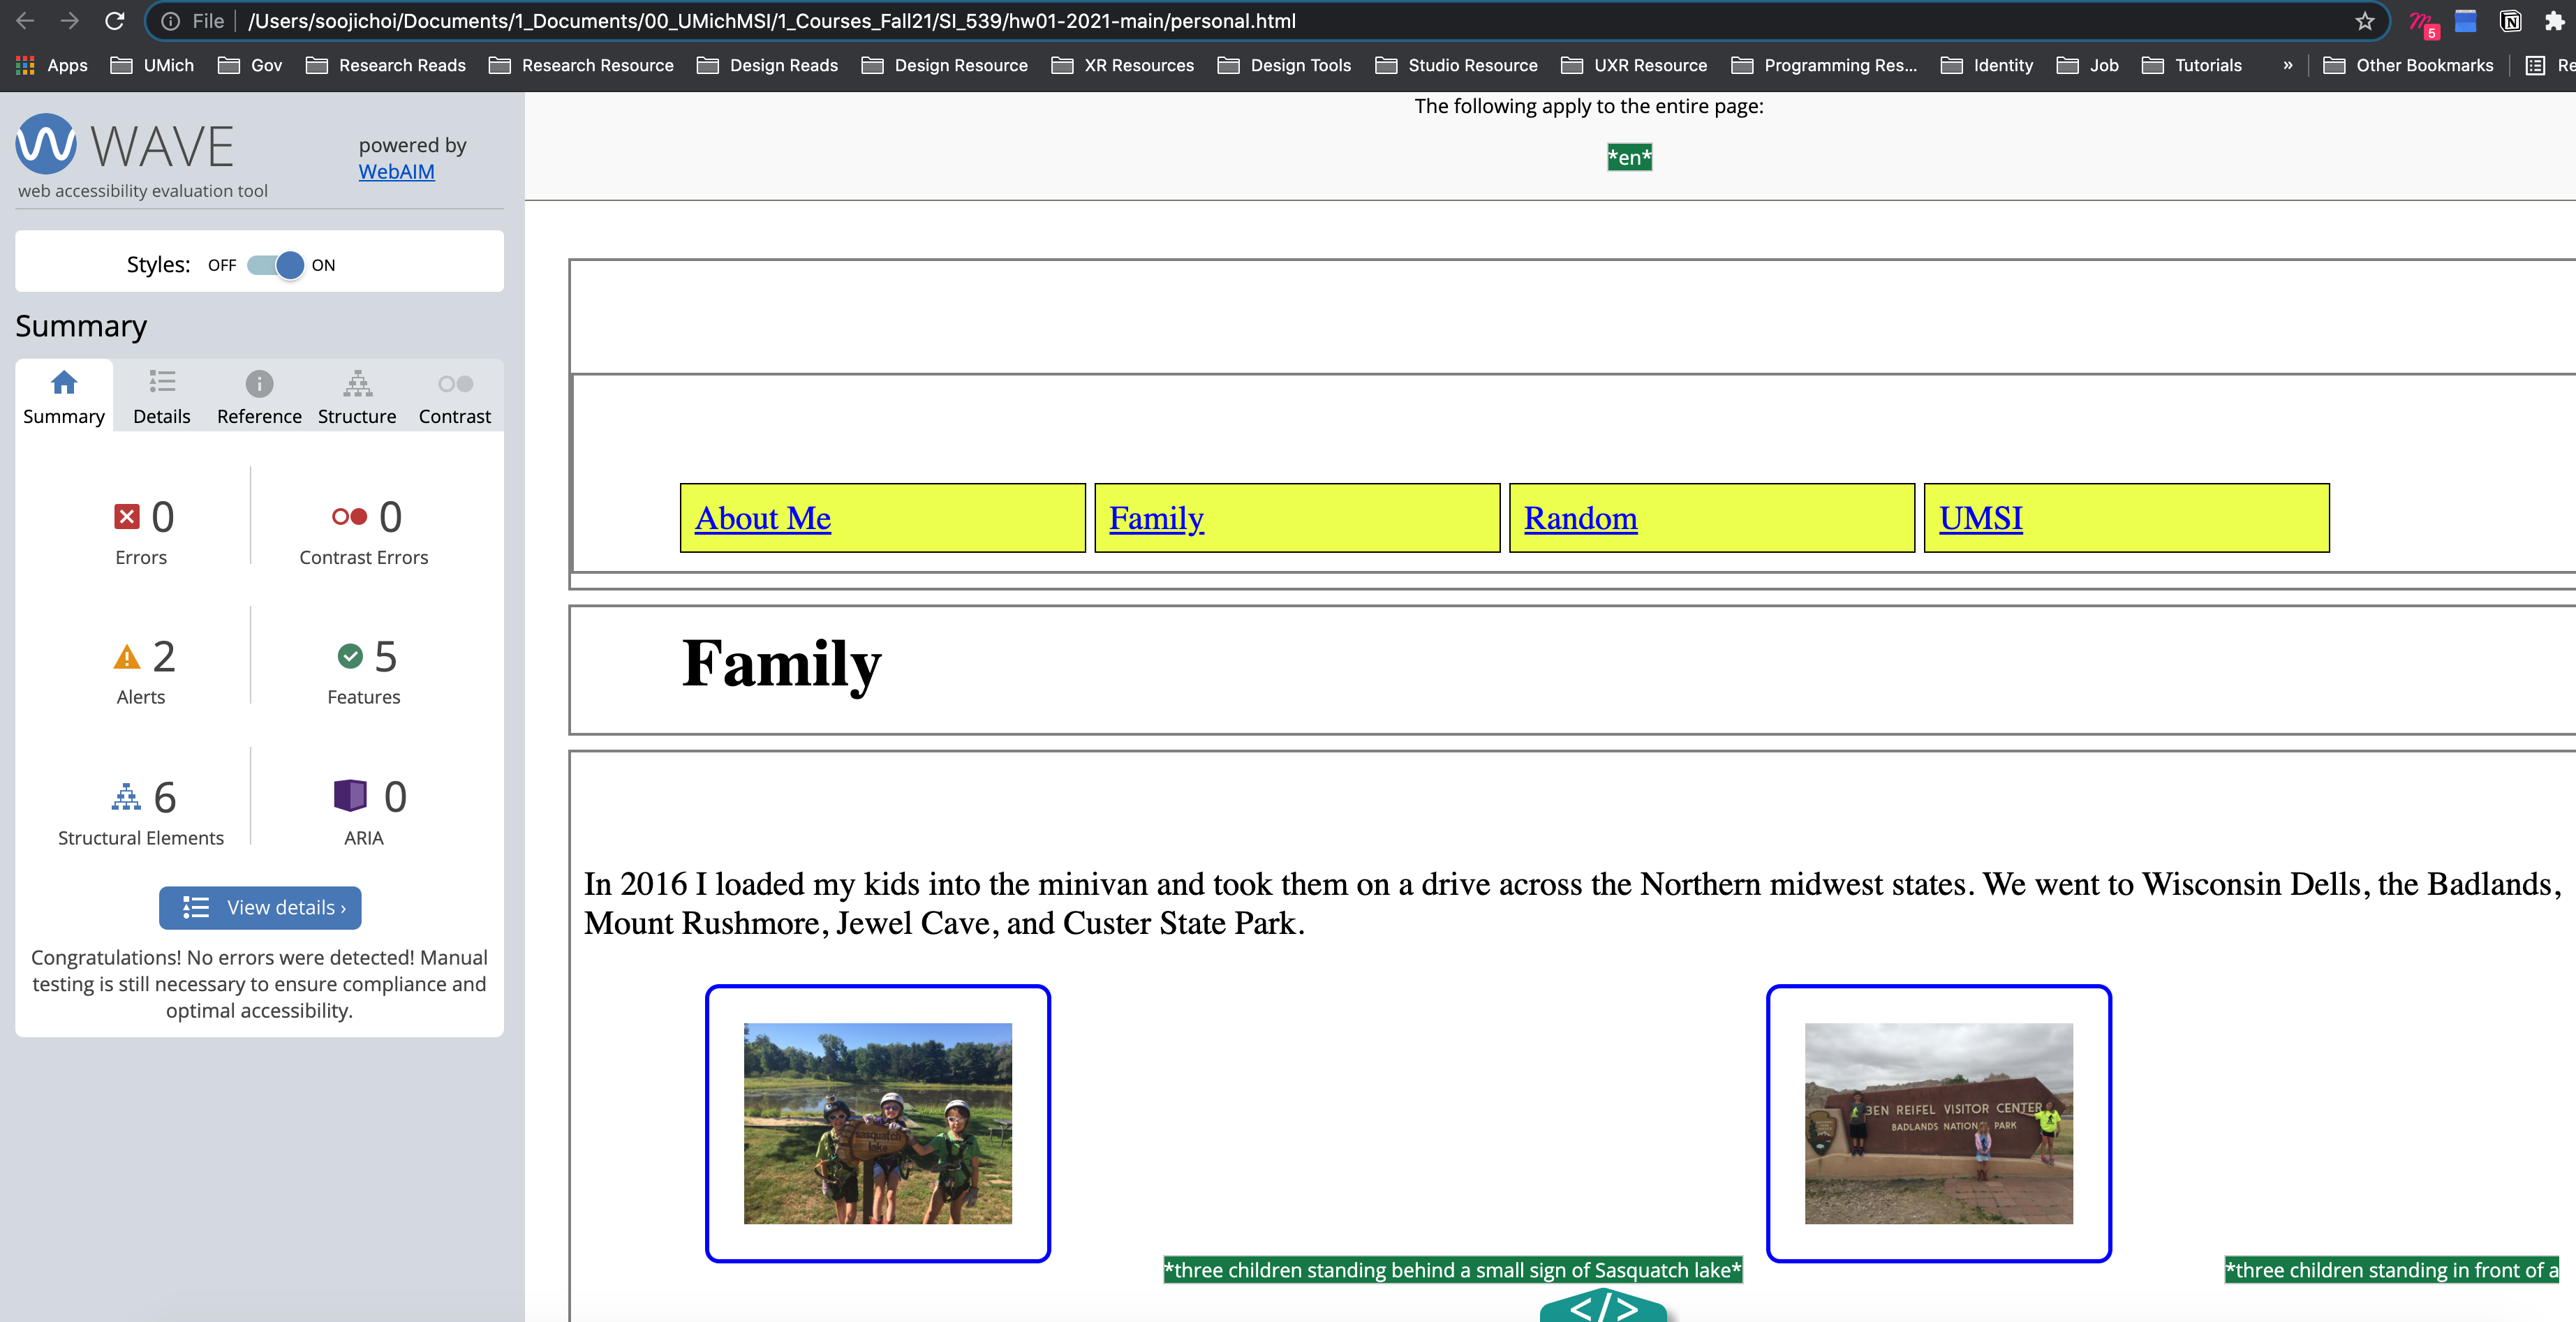 File
/Users/soojichoi/Documents/1_Documents/00_UMichMSI/1_Courses_Fall21/SI_539/hw01-2021-main/personal.html
5
Apps UMich Gov Research Reads Research Resource Design Reads Design Resource XR Resources Design Tools Studio Resource UXR Resource Programming Res... Identity Job Tutorials » Other Bookmarks Re
WAVE
web accessibility evaluation tool
powered by
WebAIM
Styles: OFF ON
Summary
Summary Details Reference Structure Contrast
0 0
Errors Contrast Errors
2 5
Alerts Features
6 0
Structural Elements ARIA
View details ›
Congratulations! No errors were detected! Manual
testing is still necessary to ensure compliance and
optimal accessibility.
The following apply to the entire page:
*en*
About Me Family Random UMSI
Family
In 2016 I loaded my kids into the minivan and took them on a drive across the Northern midwest states. We went to Wisconsin Dells, the Badlands,
Mount Rushmore, Jewel Cave, and Custer State Park.
sasquatch
lake
BEN REIFEL VISITOR CENTER
BADLANDS NATIONAL PARK
*three children standing behind a small sign of Sasquatch lake*
*three children standing in front of a
</>